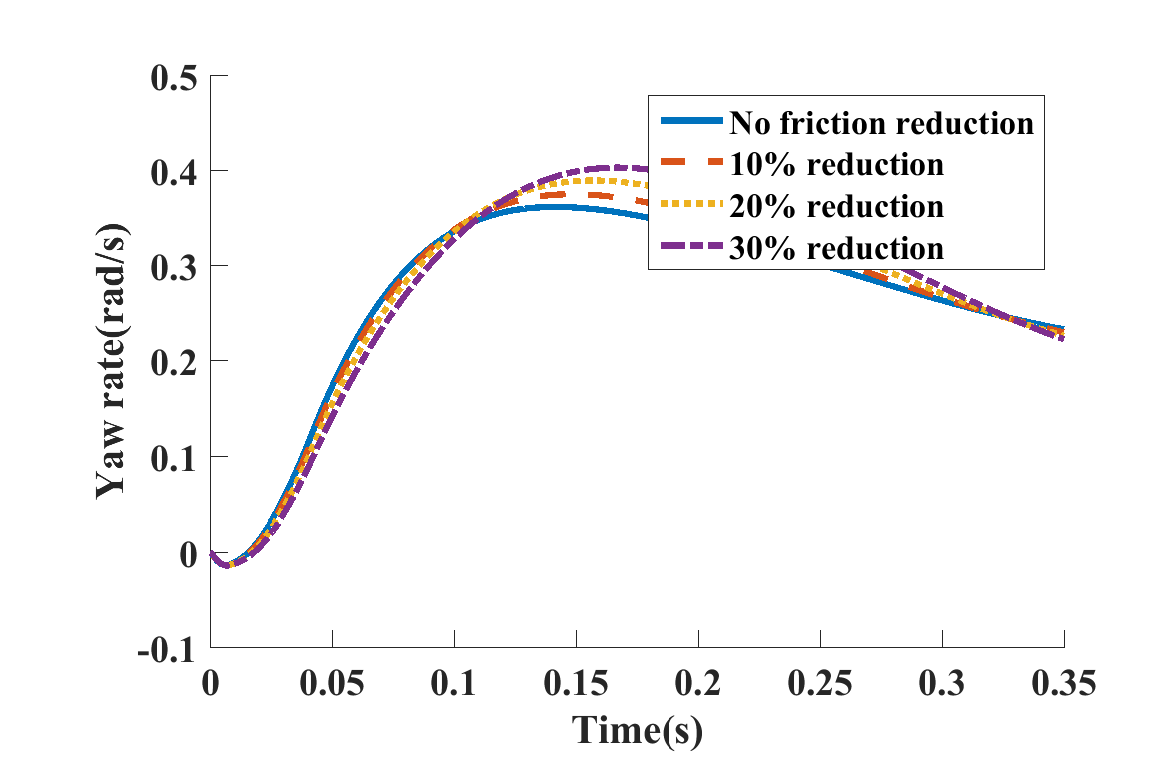 0.5
0.4
0.3
0.2
0.1
0
-0.1
Yaw rate(rad/s)
No friction reduction
10% reduction
20% reduction
30% reduction
0 0.05 0.1 0.15 0.2 0.25 0.3 0.35
Time(s)